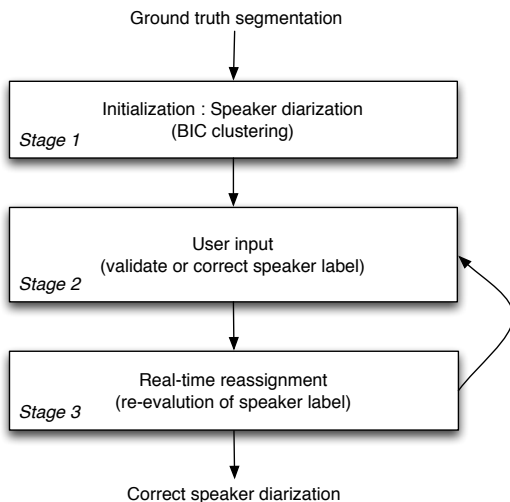 Ground truth segmentation
Initialization : Speaker diarization
(BIC clustering)
Stage 1
User input
(validate or correct speaker label)
Stage 2
Real-time reassignment
(re-evalution of speaker label)
Stage 3
Correct speaker diarization